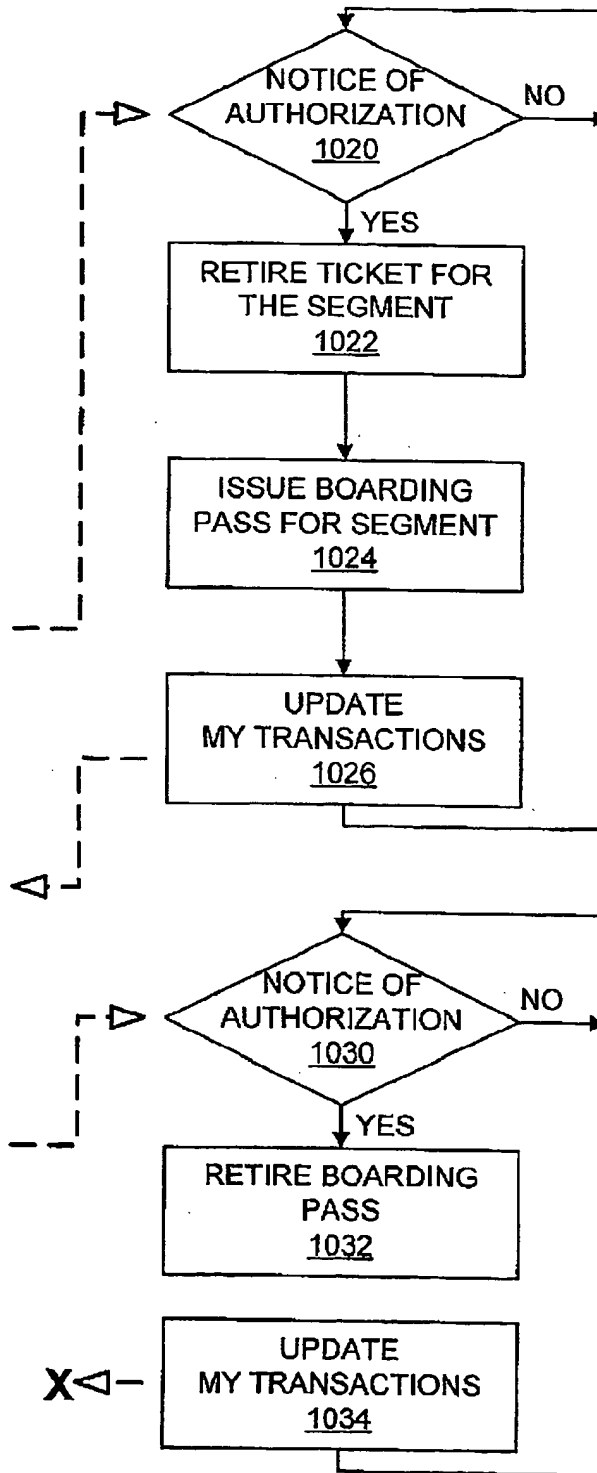 NOTICE OF
AUTHORIZATION
1020
NO
YES
RETIRE TICKET FOR
THE SEGMENT
1022
ISSUE BOARDING
PASS FOR SEGMENT
1024
UPDATE
MY TRANSACTIONS
1026
NOTICE OF
AUTHORIZATION
1030
NO
YES
RETIRE BOARDING
PASS
1032
UPDATE
MY TRANSACTIONS
1034
X